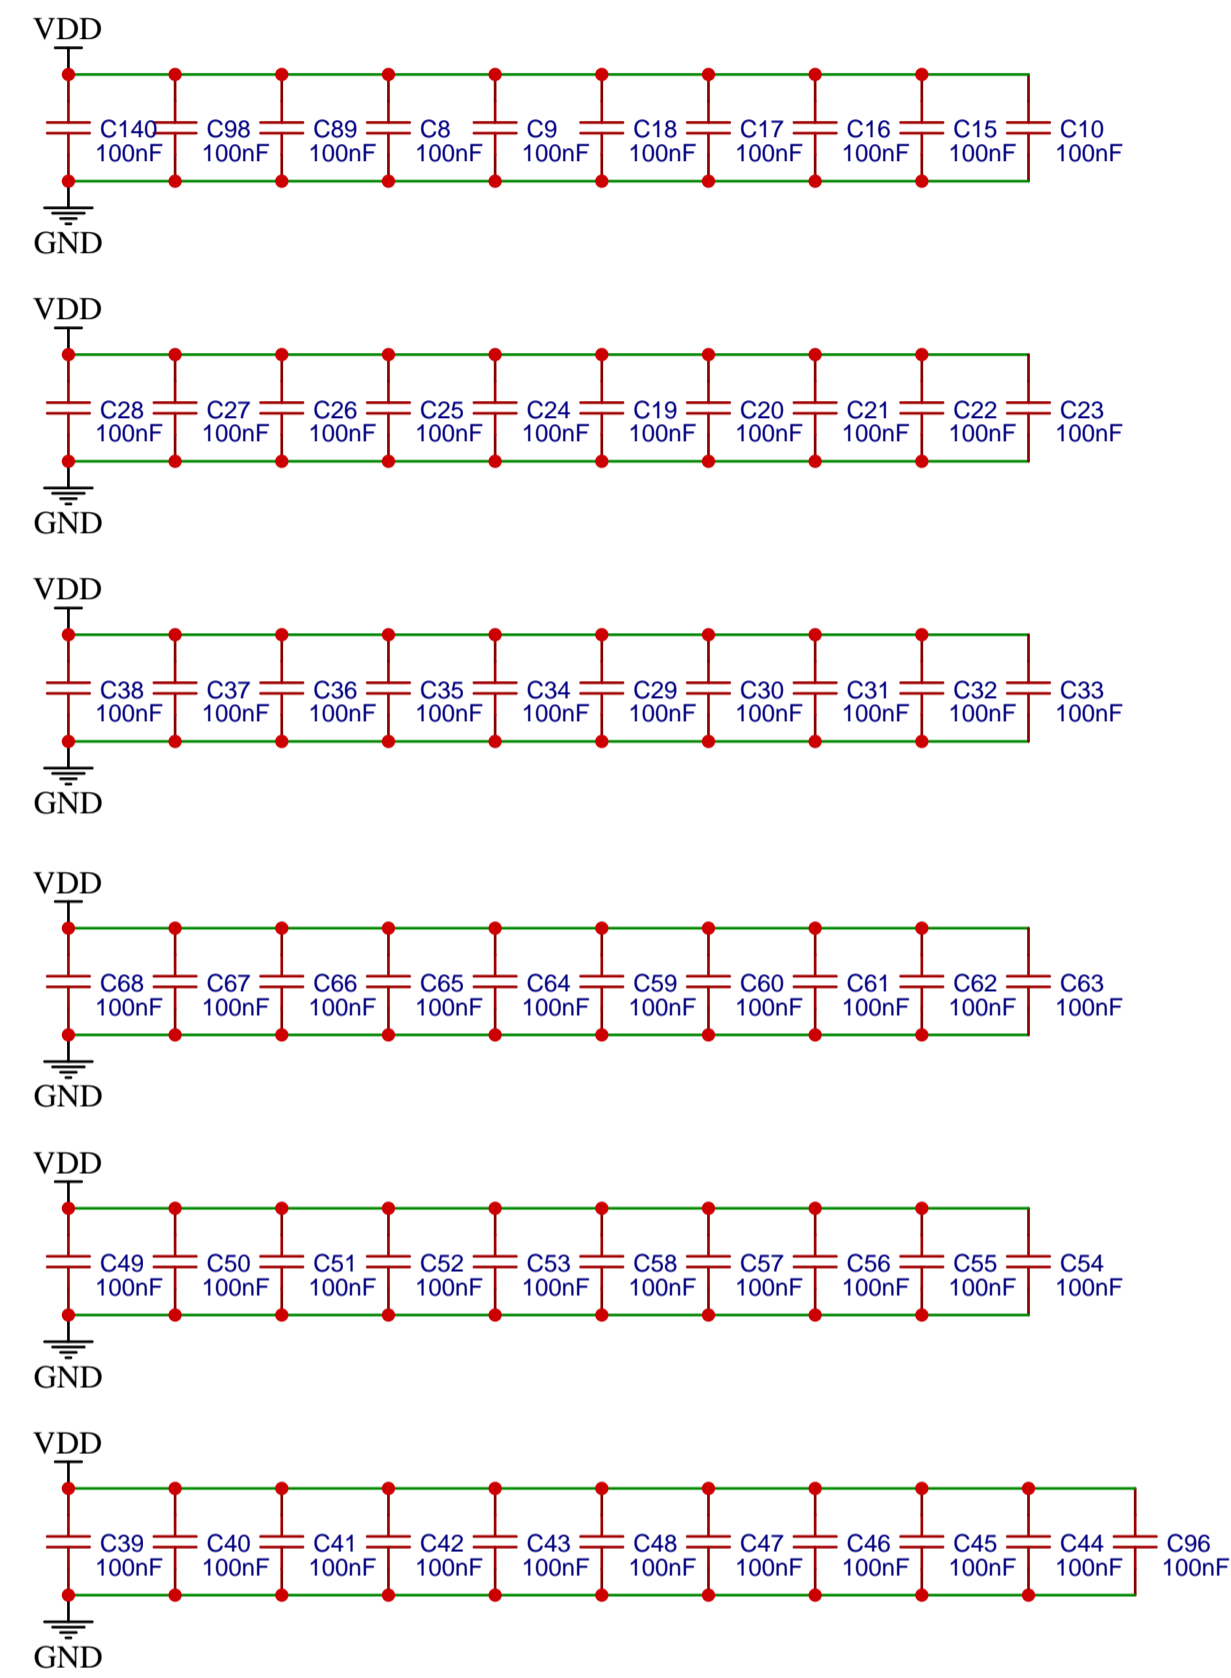 VDD
C140 C98 C89 C8 C9 C18 C17 C16 C15 C10
100nF 100nF 100nF 100nF 100nF 100nF 100nF 100nF 100nF 100nF
GND
VDD
C28 C27 C26 C25 C24 C19 C20 C21 C22 C23
100nF 100nF 100nF 100nF 100nF 100nF 100nF 100nF 100nF 100nF
GND
VDD
C38 C37 C36 C35 C34 C29 C30 C31 C32 C33
100nF 100nF 100nF 100nF 100nF 100nF 100nF 100nF 100nF 100nF
GND
VDD
C68 C67 C66 C65 C64 C59 C60 C61 C62 C63
100nF 100nF 100nF 100nF 100nF 100nF 100nF 100nF 100nF 100nF
GND
VDD
C49 C50 C51 C52 C53 C58 C57 C56 C55 C54
100nF 100nF 100nF 100nF 100nF 100nF 100nF 100nF 100nF 100nF
GND
VDD
C39 C40 C41 C42 C43 C48 C47 C46 C45 C44 C96
100nF 100nF 100nF 100nF 100nF 100nF 100nF 100nF 100nF 100nF 100nF
GND